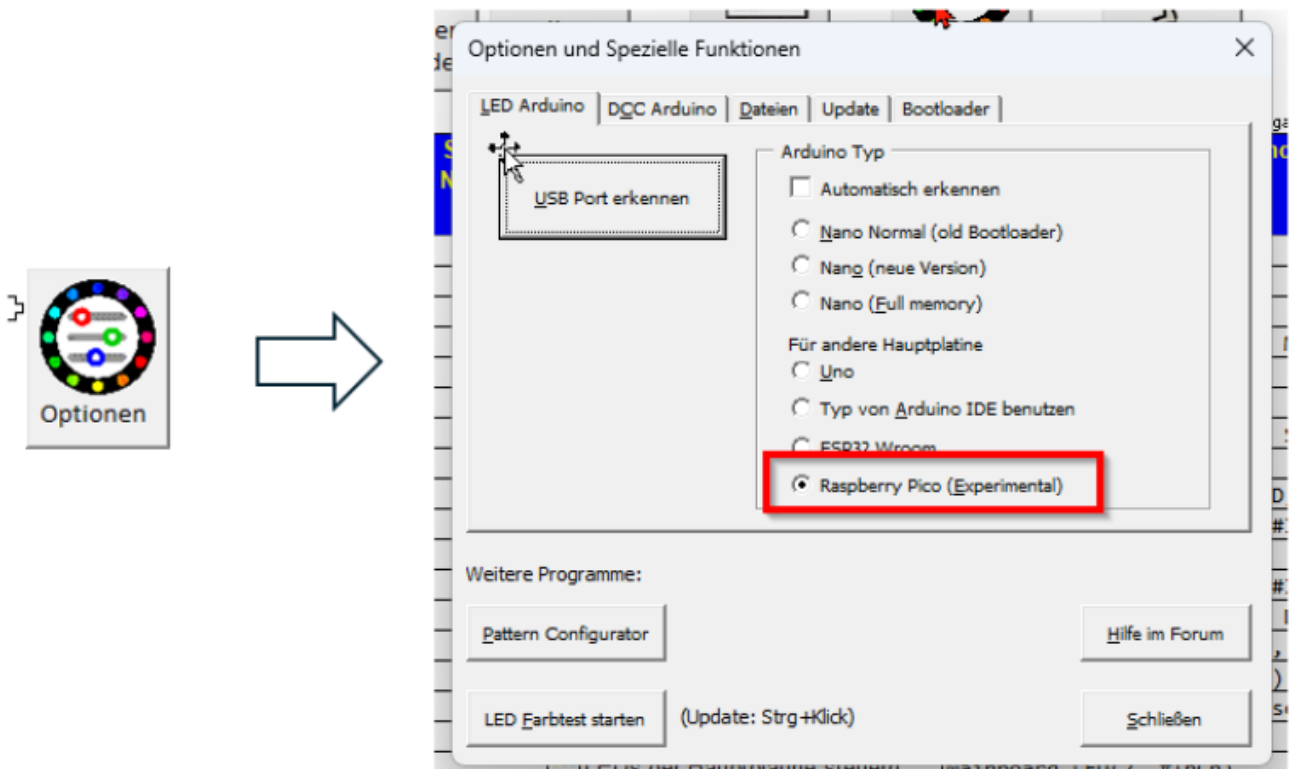 Optionen
Optionen und Spezielle Funktionen
LED Arduino
DCC Arduino
Dateien
Update
Bootloader
USB Port erkennen
Arduino Typ
Automatisch erkennen
Nano Normal (old Bootloader)
Nano (neue Version)
Nano (Full memory)
Für andere Hauptplatine
Uno
Typ von Arduino IDE benutzen
ESP32 Wroom
Raspberry Pico (Experimental)
Weitere Programme:
Pattern Configurator
Hilfe im Forum
LED Farbtest starten
(Update: Strg+Klick)
Schließen